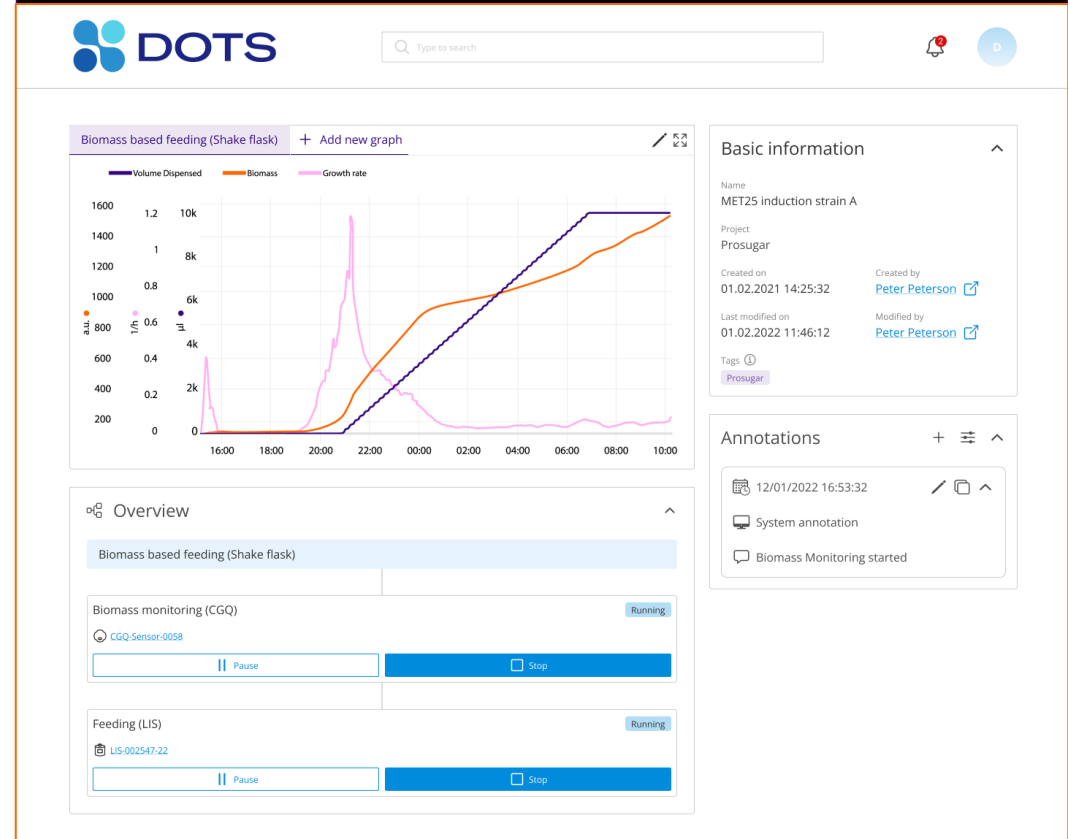 DOTS
Type to search
2
D
Biomass based feeding (Shake flask)
+ Add new graph
Volume Dispensed
Biomass
Growth rate
1600
1400
1200
1000
800
600
400
200
a.u.
1.2
1
0.8
0.6
0.4
0.2
0
1/h
10k
8k
6k
4k
2k
0
µl
16:00 18:00 20:00 22:00 00:00 02:00 04:00 06:00 08:00 10:00
Overview
Biomass based feeding (Shake flask)
Biomass monitoring (CGQ)
Running
CGQ-Sensor-0058
Pause
Stop
Feeding (LIS)
Running
LIS-002547-22
Pause
Stop
Basic information
Name
MET25 induction strain A
Project
Prosugar
Created on
01.02.2021 14:25:32
Created by
Peter Peterson
Last modified on
01.02.2022 11:46:12
Modified by
Peter Peterson
Tags
Prosugar
Annotations
12/01/2022 16:53:32
System annotation
Biomass Monitoring started